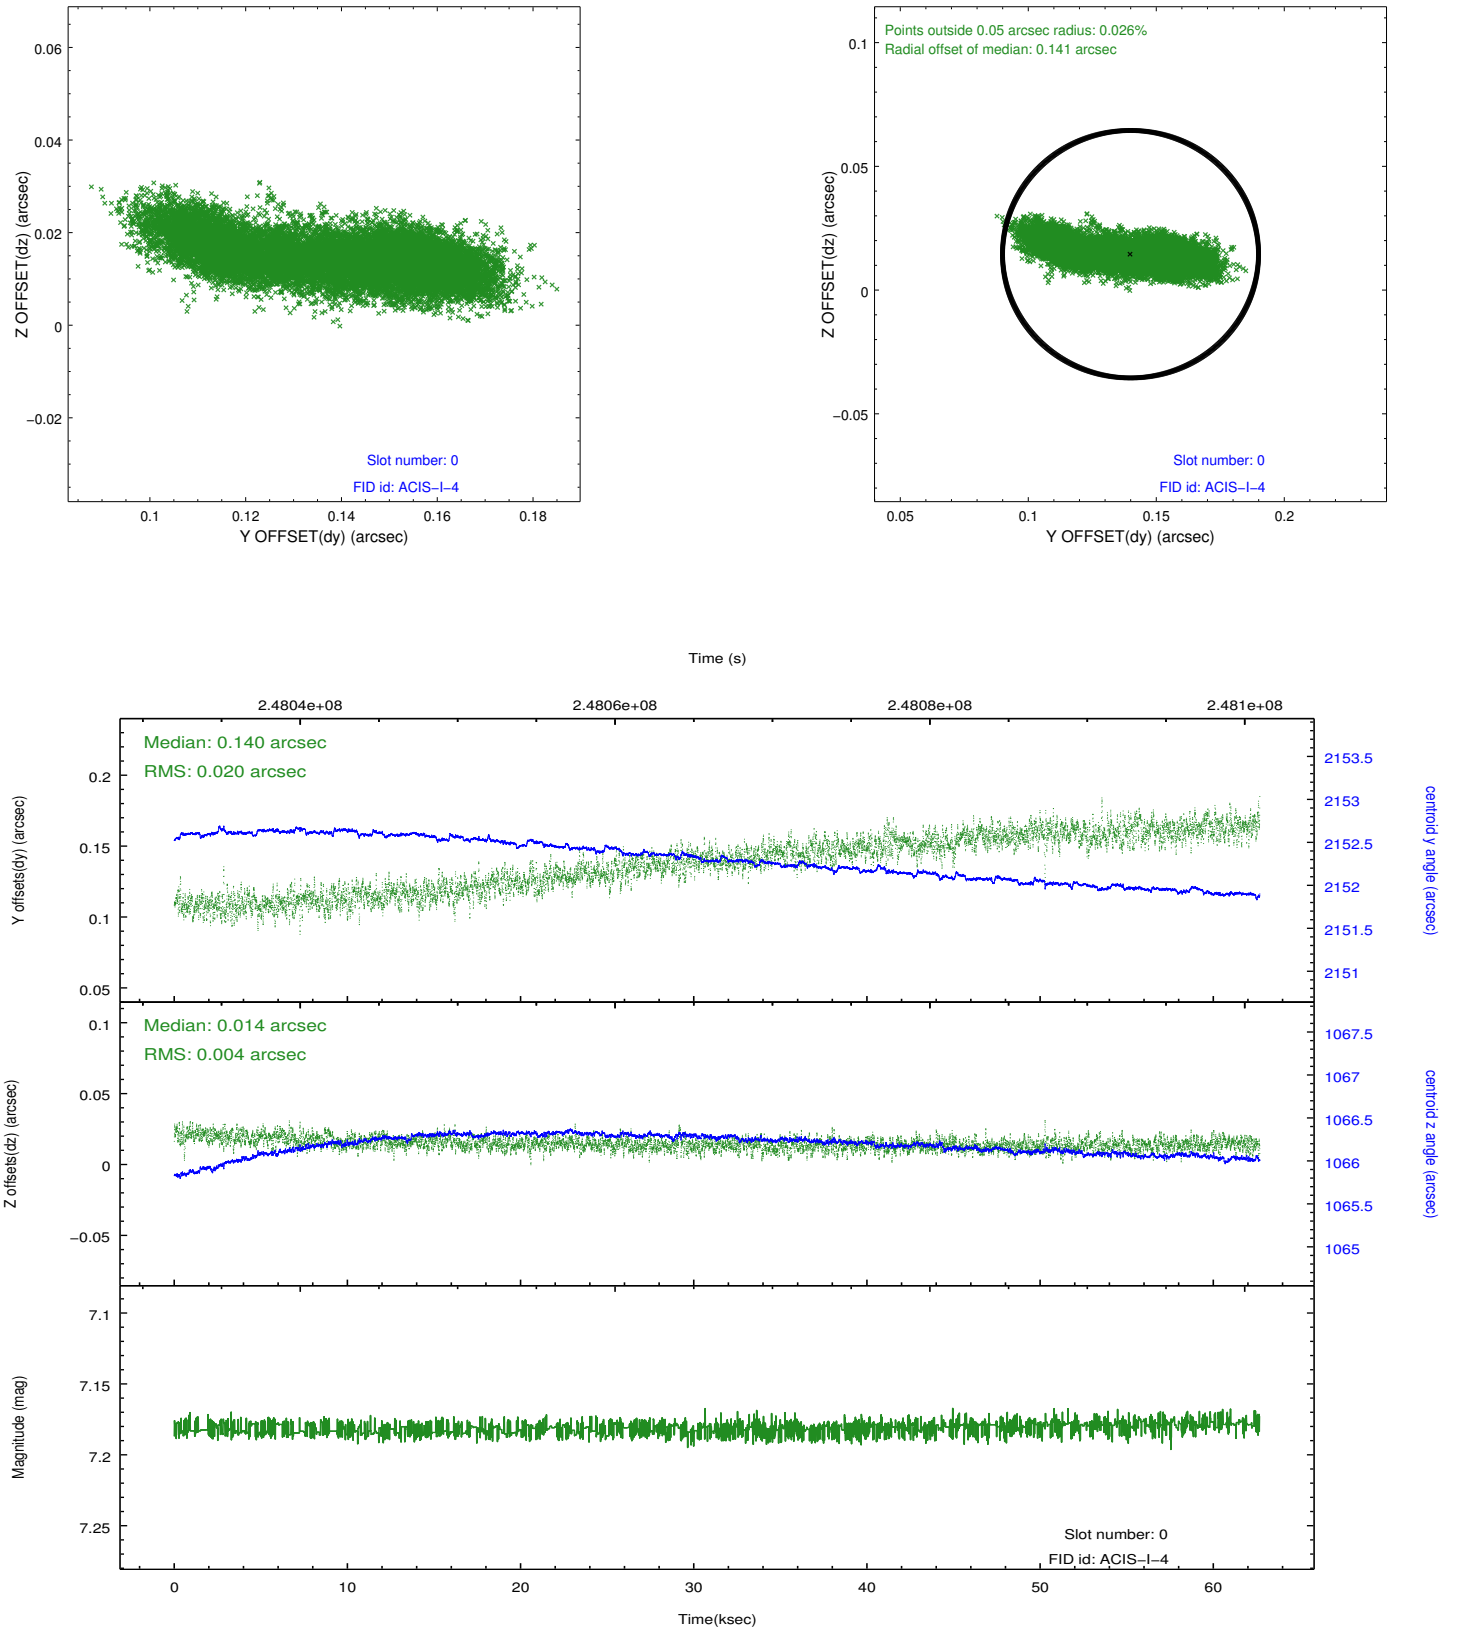 0.06
0.04
0.02
0
−0.02
Z OFFSET(dz) (arcsec)
Slot number: 0
FID id: ACIS−I−4
0.1 0.12 0.14 0.16 0.18
Y OFFSET(dy) (arcsec)
Points outside 0.05 arcsec radius: 0.026%
Radial offset of median: 0.141 arcsec
0.1
0.05
0
−0.05
Z OFFSET(dz) (arcsec)
Slot number: 0
FID id: ACIS−I−4
0.05 0.1 0.15 0.2
Y OFFSET(dy) (arcsec)
Time (s)
2.4804e+08 2.4806e+08 2.4808e+08 2.481e+08
Median: 0.140 arcsec
RMS: 0.020 arcsec
0.2
0.15
0.1
0.05
Y offsets(dy) (arcsec)
2153.5
2153
2152.5
2152
2151.5
2151
centroid y angle (arcsec)
Median: 0.014 arcsec
RMS: 0.004 arcsec
0.1
0.05
0
−0.05
Z offsets(dz) (arcsec)
1067.5
1067
1066.5
1066
1065.5
1065
centroid z angle (arcsec)
7.1
7.15
7.2
7.25
Magnitude (mag)
Slot number: 0
FID id: ACIS−I−4
0 10 20 30 40 50 60
Time(ksec)